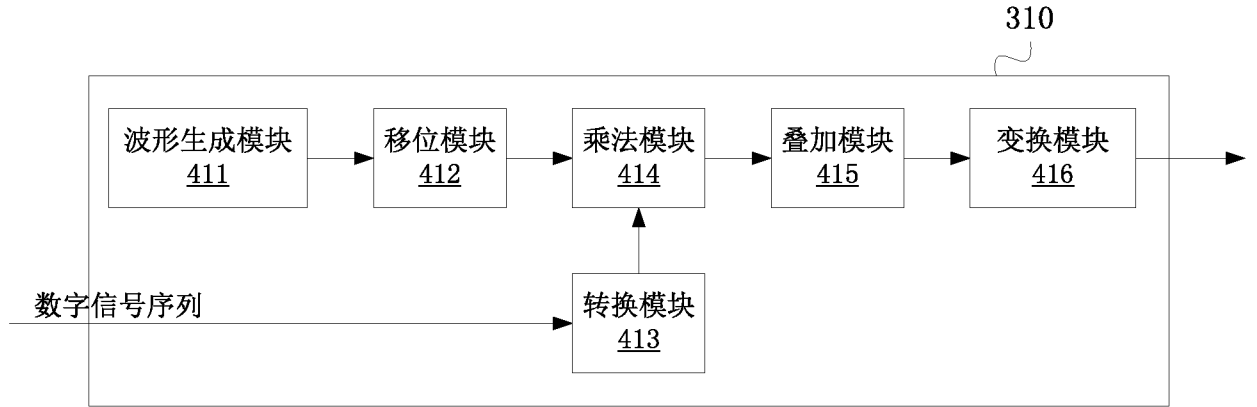 310
波形生成模块
411
移位模块
412
乘法模块
414
叠加模块
415
变换模块
416
数字信号序列
转换模块
413